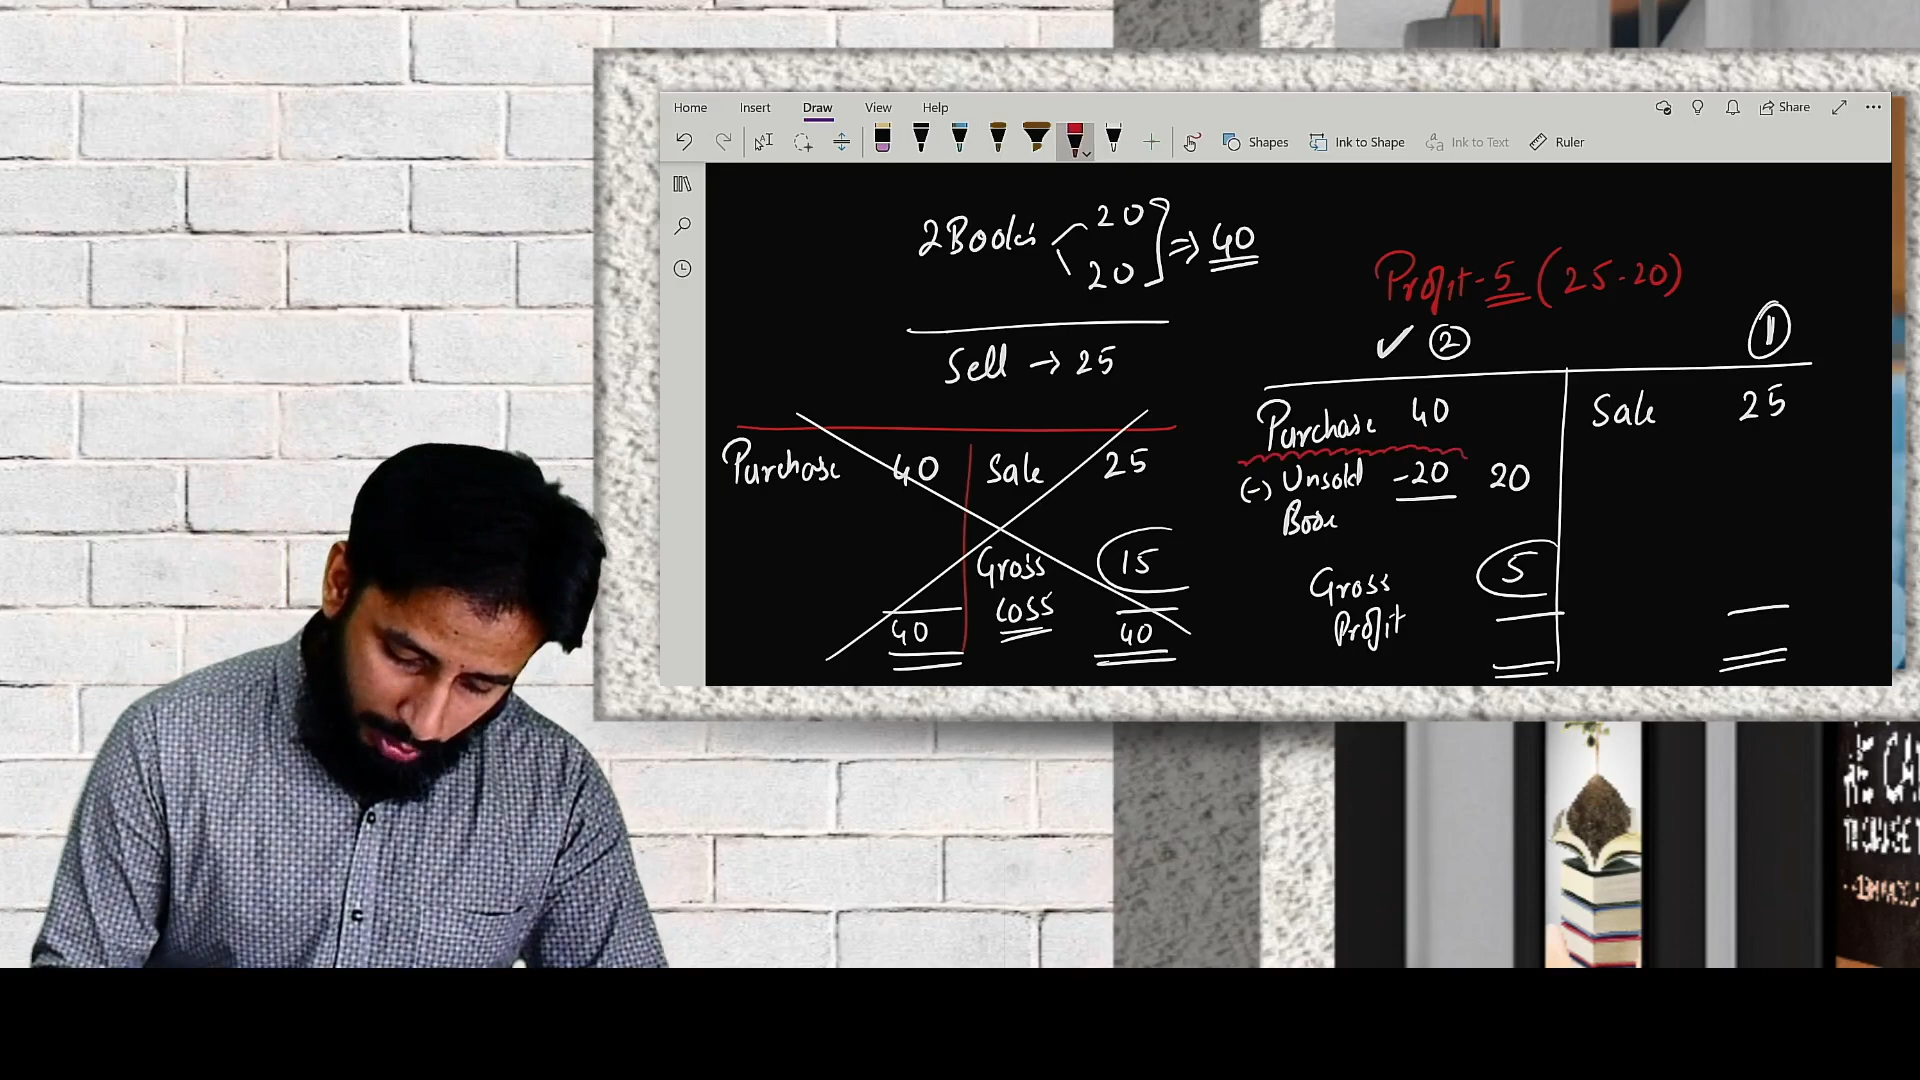 Home Insert Draw View Help Share
Shapes Ink to Shape Ink to Text Ruler
2 Books 20 20 ⇒ 40
Sell → 25
Purchase 40 Sale 25
Gross Loss 15
40 40
Profit - 5 (25-20)
✓ 2 1
Purchase 40 Sale 25
(-) Unsold -20 20
Book
Gross 5
Profit